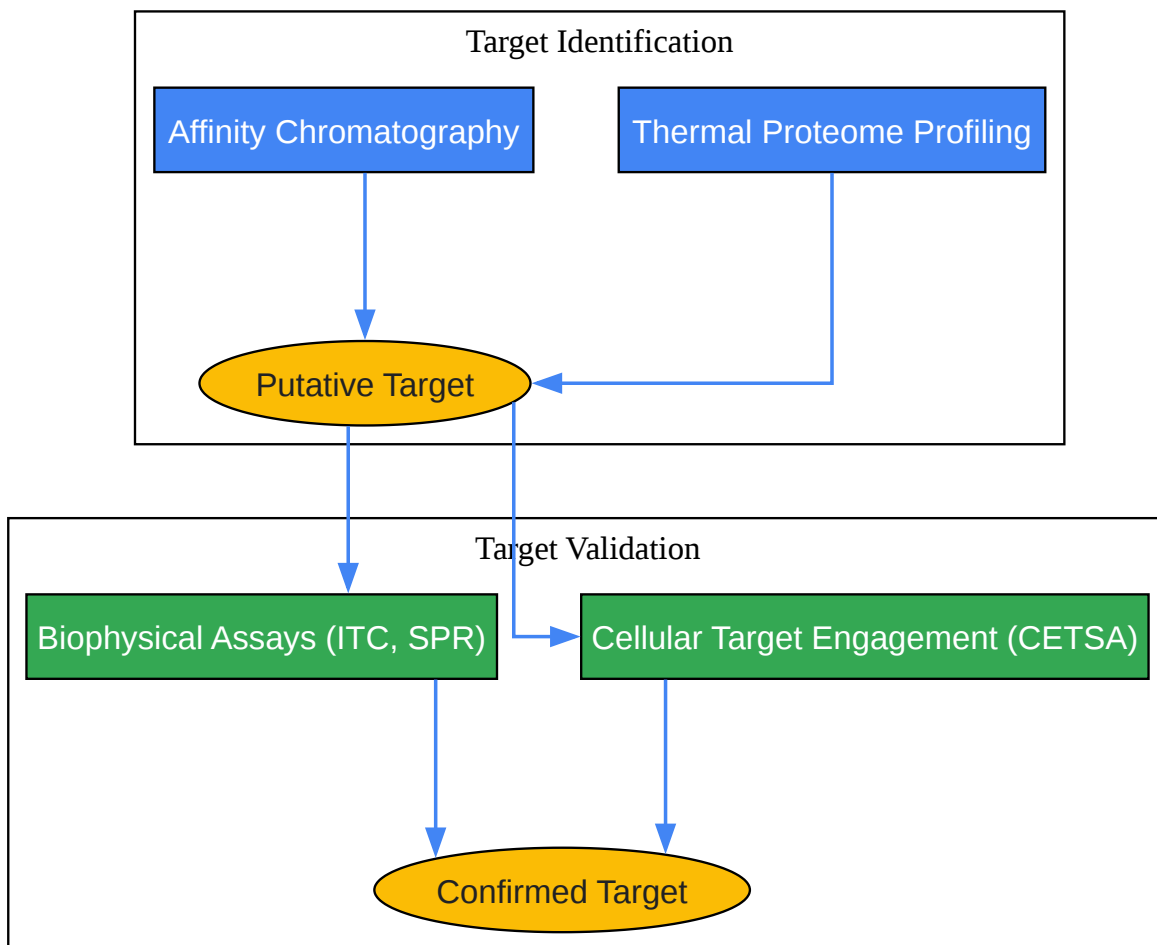 Target Identification
Affinity Chromatography
Thermal Proteome Profiling
Putative Target
Target Validation
Biophysical Assays (ITC, SPR)
Cellular Target Engagement (CETSA)
Confirmed Target